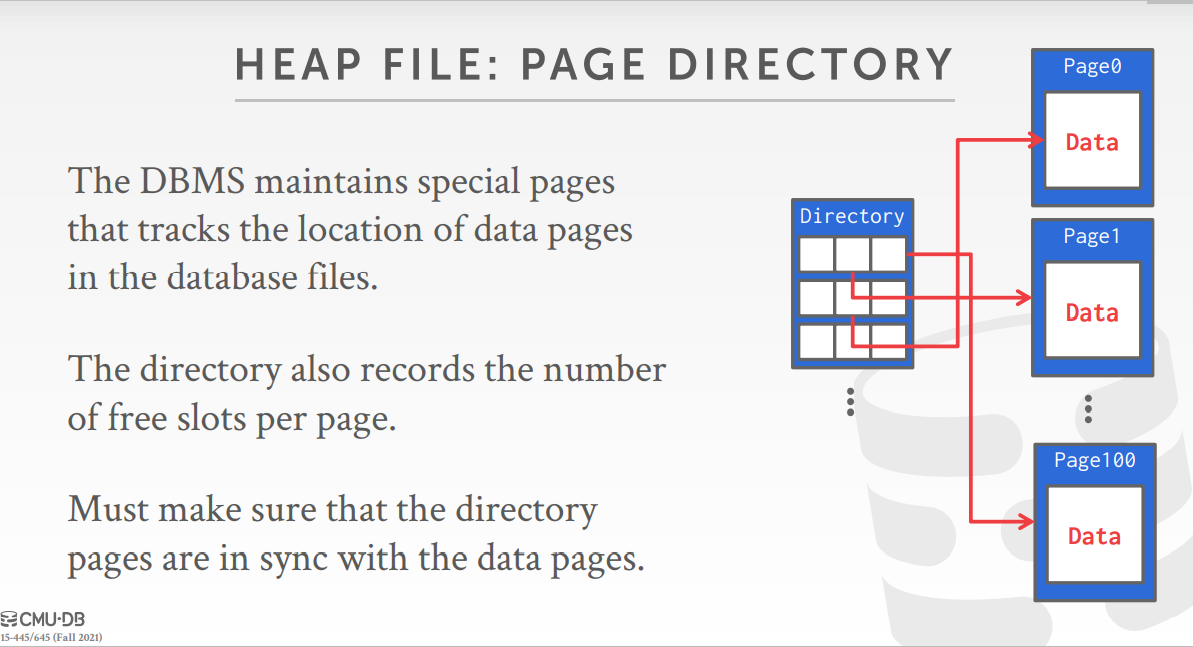 HEAP FILE: PAGE DIRECTORY
The DBMS maintains special pages
that tracks the location of data pages
in the database files.
The directory also records the number
of free slots per page.
Must make sure that the directory
pages are in sync with the data pages.
Directory
Page0
Data
Page1
Data
Page100
Data
CMU·DB
15-445/645 (Fall 2021)